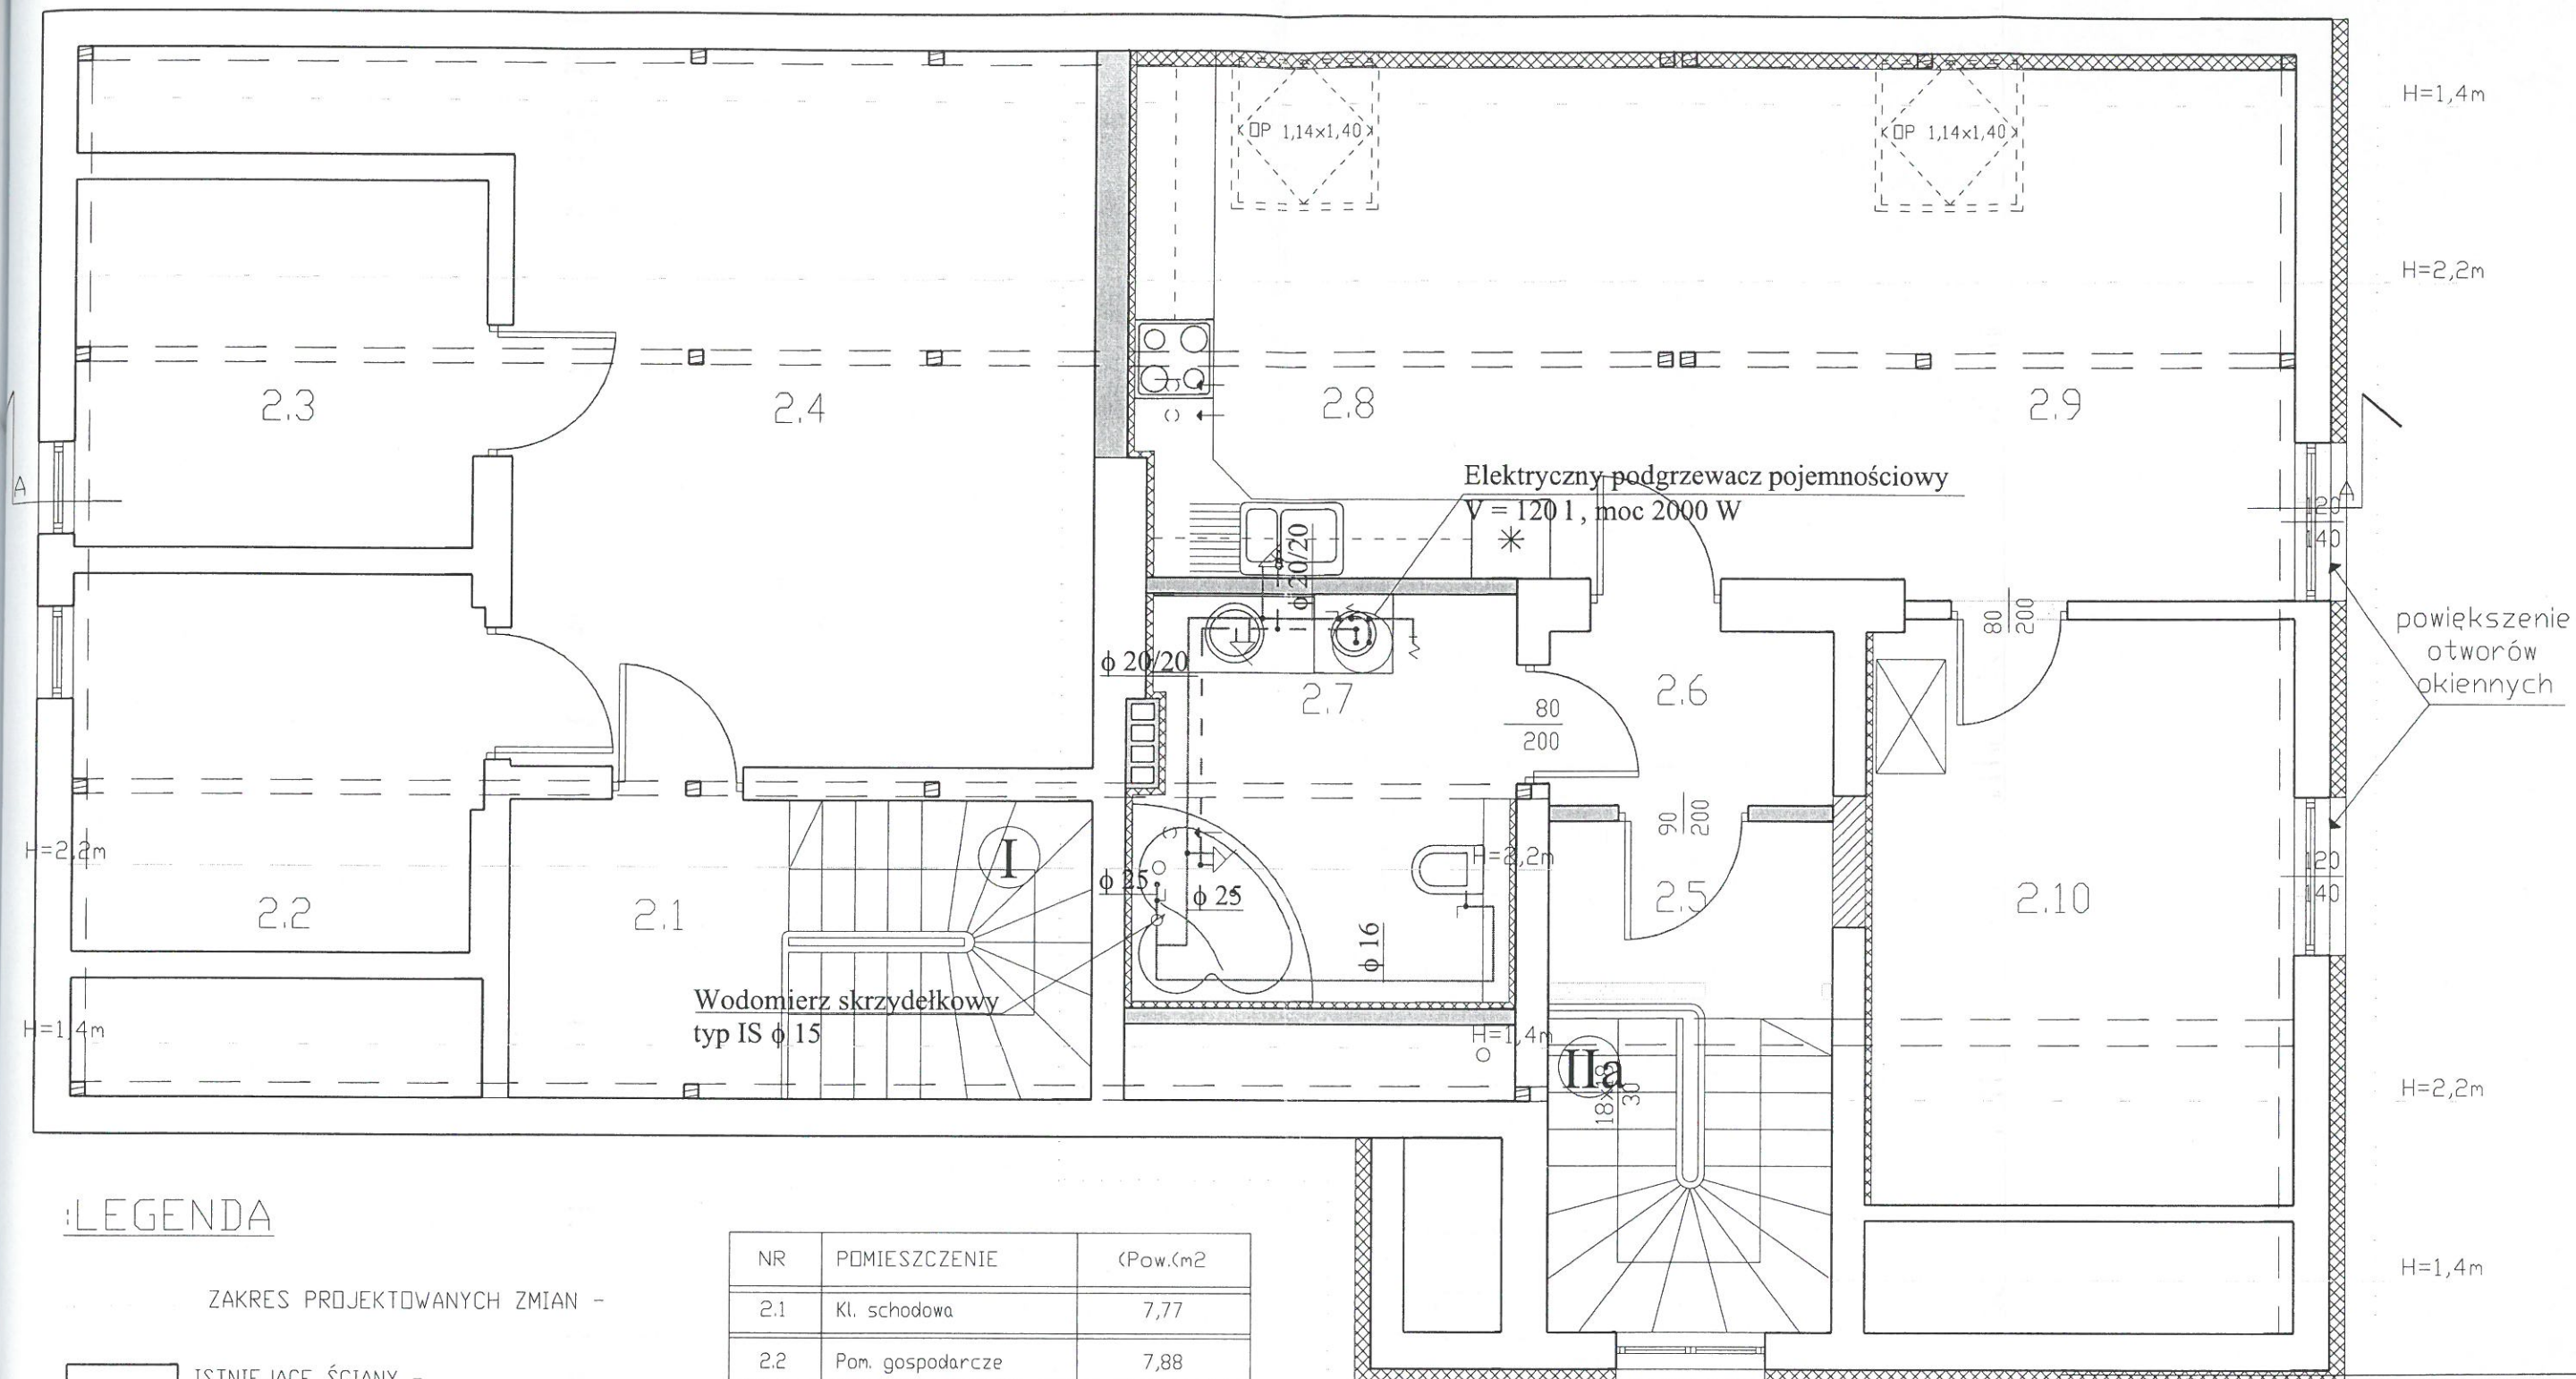 H=1,4m
OP 1,14x1,40
OP 1,14x1,40
H=2,2m
2.3
2.4
2.8
2.9
A
Elektryczny podgrzewacz pojemnościowy
V = 120 l , moc 2000 W
A
120
140
ϕ 20/20
80
200
powiększenie
otworów
okiennych
ϕ 20/20
2.7
2.6
80
200
90
200
H=2,2m
I
H=2,2m
120
140
ϕ 25
ϕ 25
2.2
2.1
2.5
2.10
ϕ 16
Wodomierz skrzydełkowy
typ IS ϕ 15
H=1,4m
H=1,4m
IIa
18x18
30
H=2,2m
:LEGENDA
H=1,4m
NR POMIESZCZENIE (Pow.(m2
ZAKRES PROJEKTOWANYCH ZMIAN -
2.1 Kl. schodowa 7,77
2.2 Pom. gospodarcze 7,88
ISTNIEJĄCE ŚCIANY -